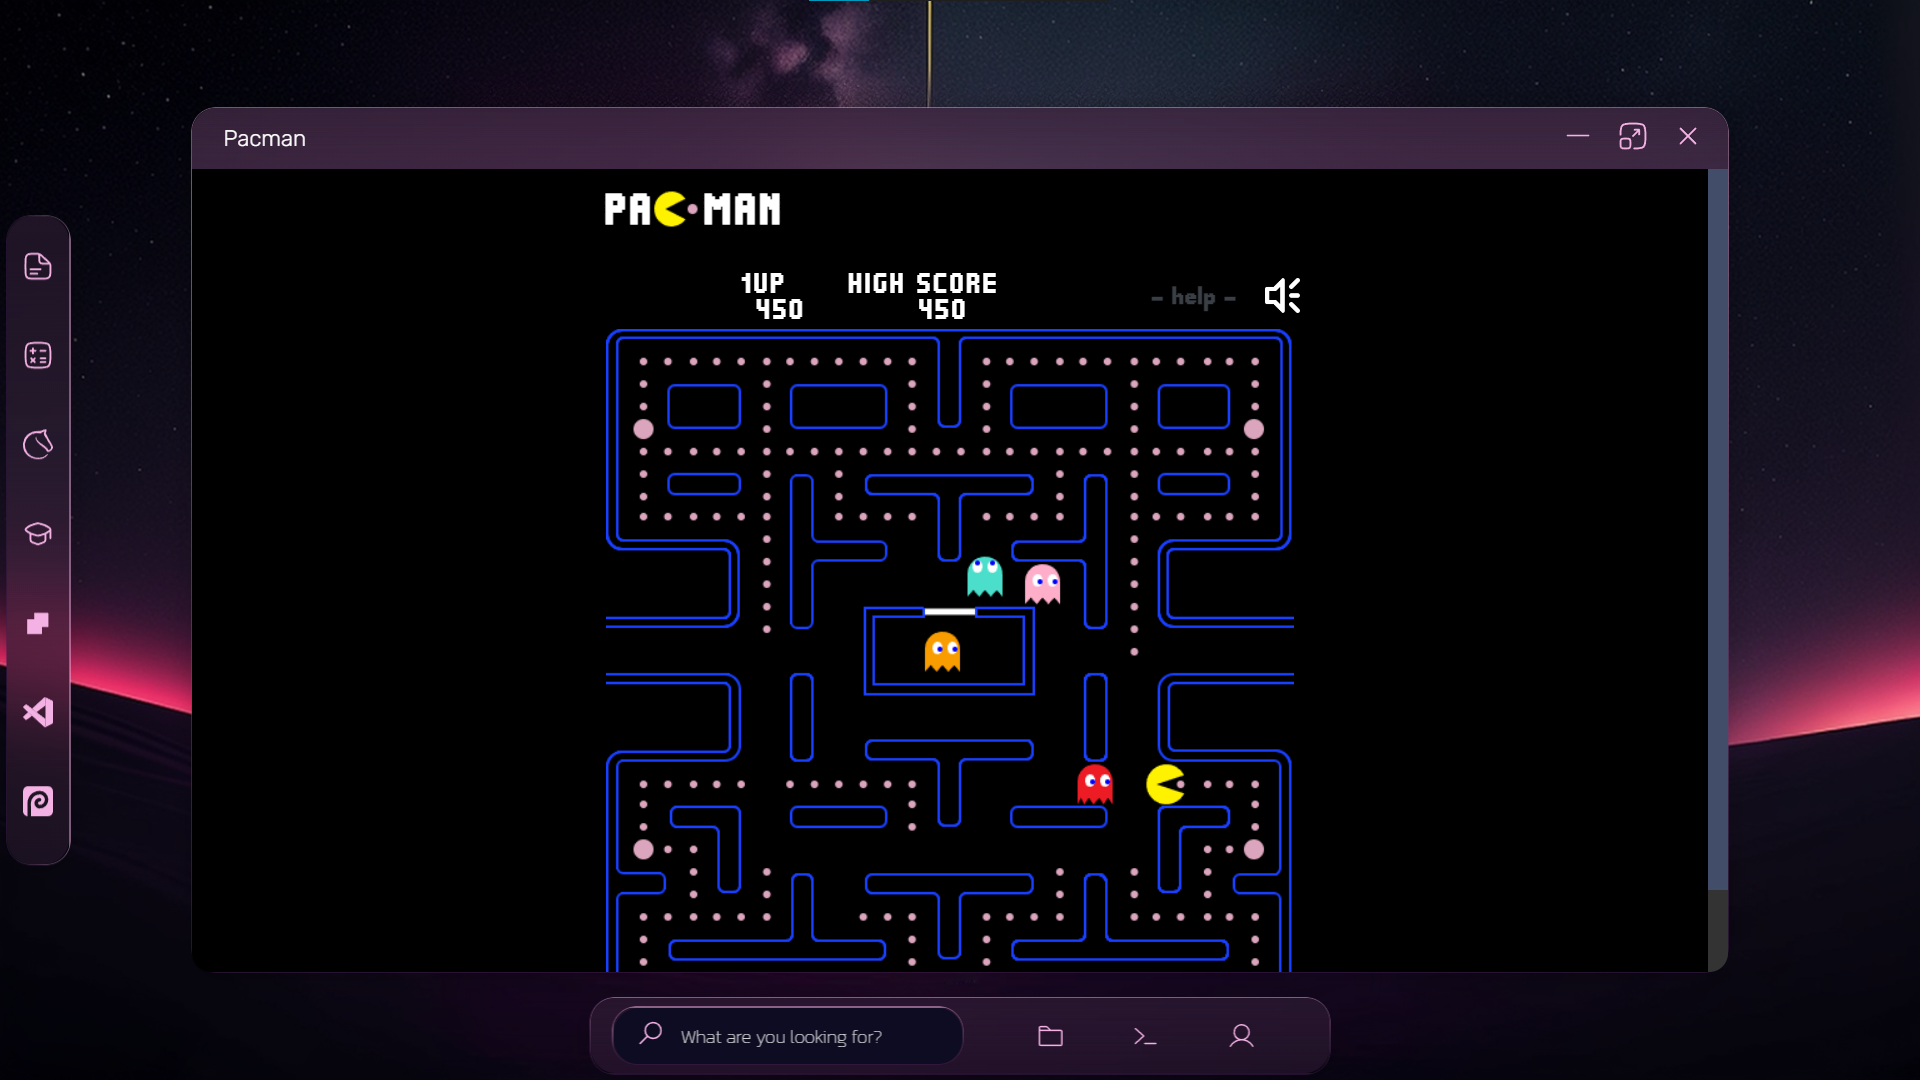 Pacman
PAC-MAN
1UP HIGH SCORE
450 450
- help -
What are you looking for?